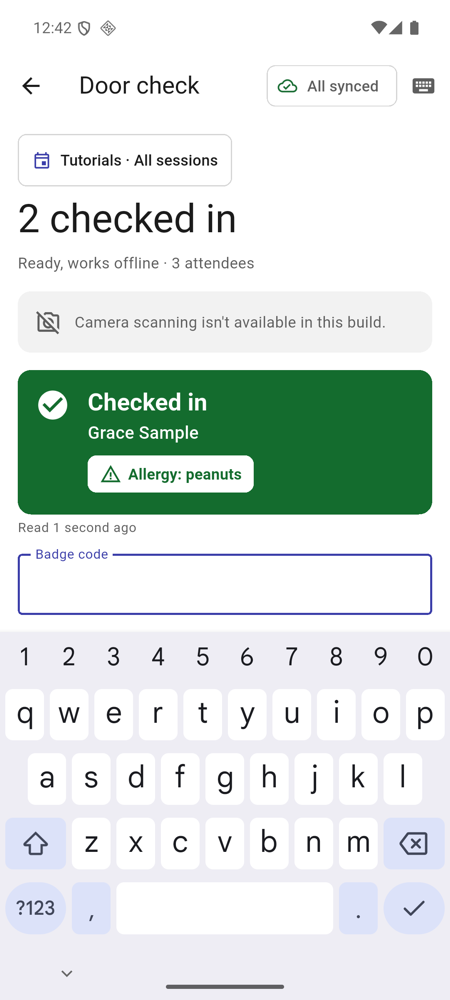 12:42
Door check
All synced
Tutorials · All sessions
2 checked in
Ready, works offline · 3 attendees
Camera scanning isn't available in this build.
Checked in
Grace Sample
Allergy: peanuts
Read 1 second ago
Badge code
1 2 3 4 5 6 7 8 9 0
q w e r t y u i o p
a s d f g h j k l
z x c v b n m
?123 , .